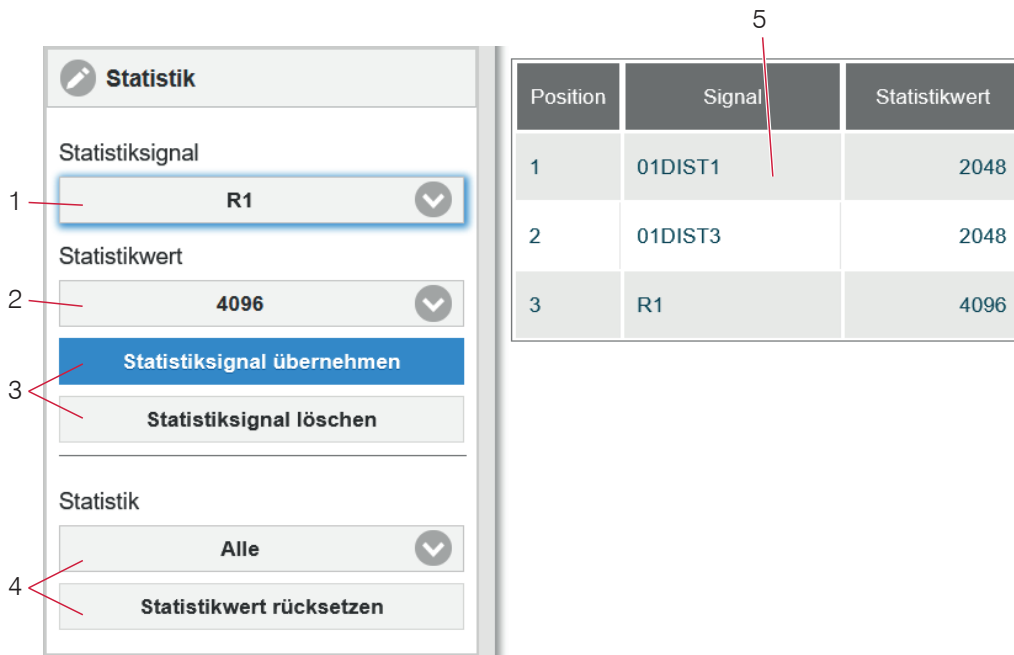 5
Statistik
Statistiksignal
1
R1
Statistikwert
2
4096
Statistiksignal übernehmen
3
Statistiksignal löschen
Statistik
Alle
4
Statistikwert rücksetzen
Position Signal Statistikwert
1 01DIST1 2048
2 01DIST3 2048
3 R1 4096